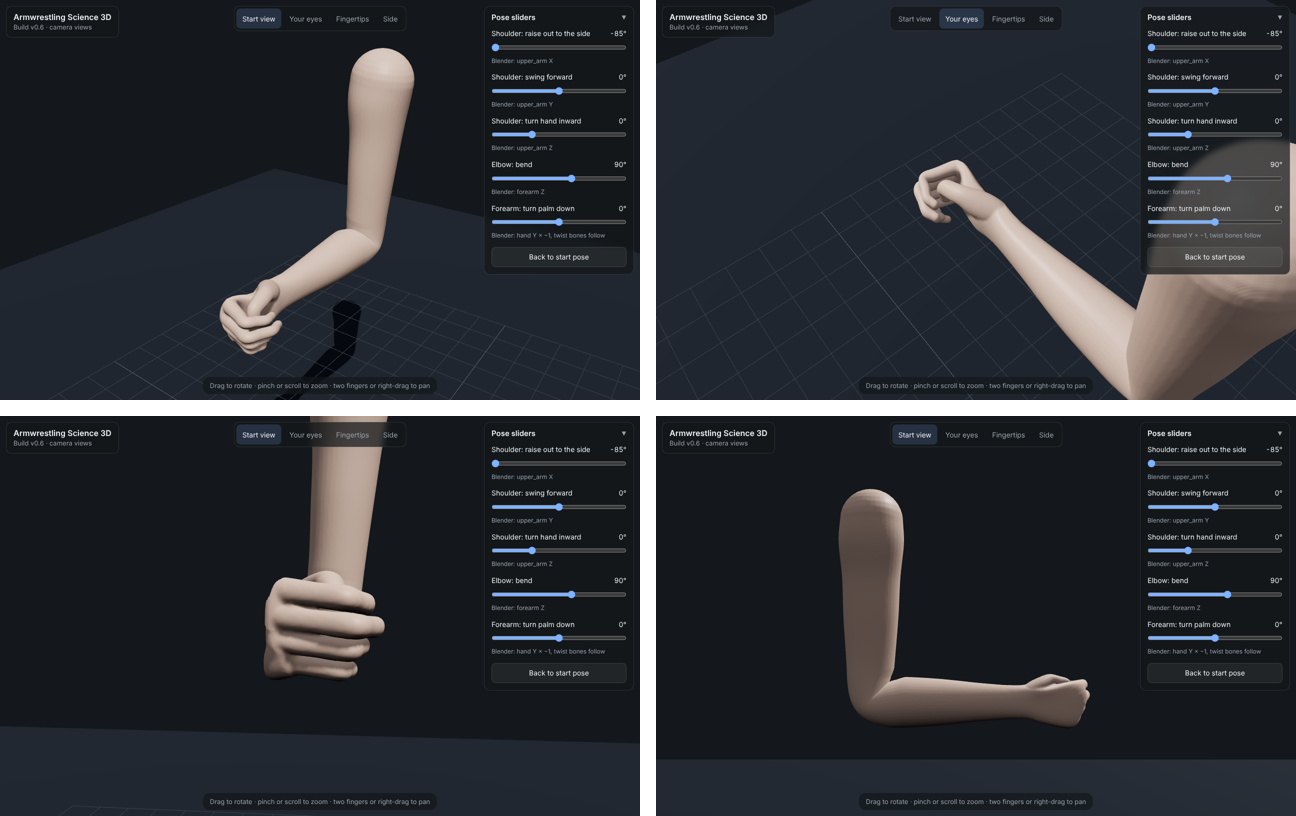 Armwrestling Science 3D
Build v0.6 · camera views
Start view Your eyes Fingertips Side
Pose sliders ▼
Shoulder: raise out to the side -85°
Blender: upper_arm X
Shoulder: swing forward 0°
Blender: upper_arm Y
Shoulder: turn hand inward 0°
Blender: upper_arm Z
Elbow: bend 90°
Blender: forearm Z
Forearm: turn palm down 0°
Blender: hand Y × −1, twist bones follow
Back to start pose
Drag to rotate · pinch or scroll to zoom · two fingers or right-drag to pan
Armwrestling Science 3D
Build v0.6 · camera views
Start view Your eyes Fingertips Side
Pose sliders ▼
Shoulder: raise out to the side -85°
Blender: upper_arm X
Shoulder: swing forward 0°
Blender: upper_arm Y
Shoulder: turn hand inward 0°
Blender: upper_arm Z
Elbow: bend 90°
Blender: forearm Z
Forearm: turn palm down 0°
Blender: hand Y × −1, twist bones follow
Back to start pose
Drag to rotate · pinch or scroll to zoom · two fingers or right-drag to pan
Armwrestling Science 3D
Build v0.6 · camera views
Start view Your eyes Fingertips Side
Pose sliders ▼
Shoulder: raise out to the side -85°
Blender: upper_arm X
Shoulder: swing forward 0°
Blender: upper_arm Y
Shoulder: turn hand inward 0°
Blender: upper_arm Z
Elbow: bend 90°
Blender: forearm Z
Forearm: turn palm down 0°
Blender: hand Y × −1, twist bones follow
Back to start pose
Drag to rotate · pinch or scroll to zoom · two fingers or right-drag to pan
Armwrestling Science 3D
Build v0.6 · camera views
Start view Your eyes Fingertips Side
Pose sliders ▼
Shoulder: raise out to the side -85°
Blender: upper_arm X
Shoulder: swing forward 0°
Blender: upper_arm Y
Shoulder: turn hand inward 0°
Blender: upper_arm Z
Elbow: bend 90°
Blender: forearm Z
Forearm: turn palm down 0°
Blender: hand Y × −1, twist bones follow
Back to start pose
Drag to rotate · pinch or scroll to zoom · two fingers or right-drag to pan